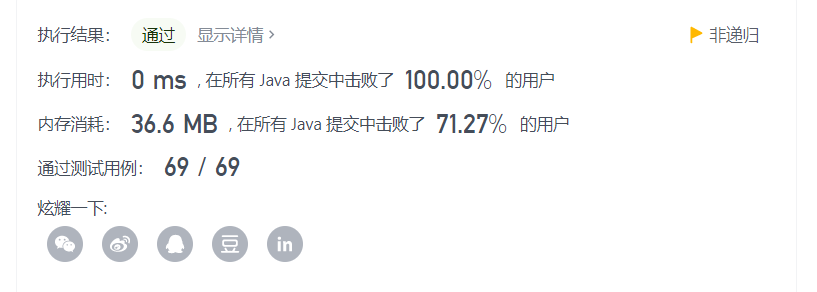 执行结果： 通过 显示详情 › 非递归
执行用时： 0 ms , 在所有 Java 提交中击败了 100.00% 的用户
内存消耗： 36.6 MB , 在所有 Java 提交中击败了 71.27% 的用户
通过测试用例： 69 / 69
炫耀一下:
豆 in